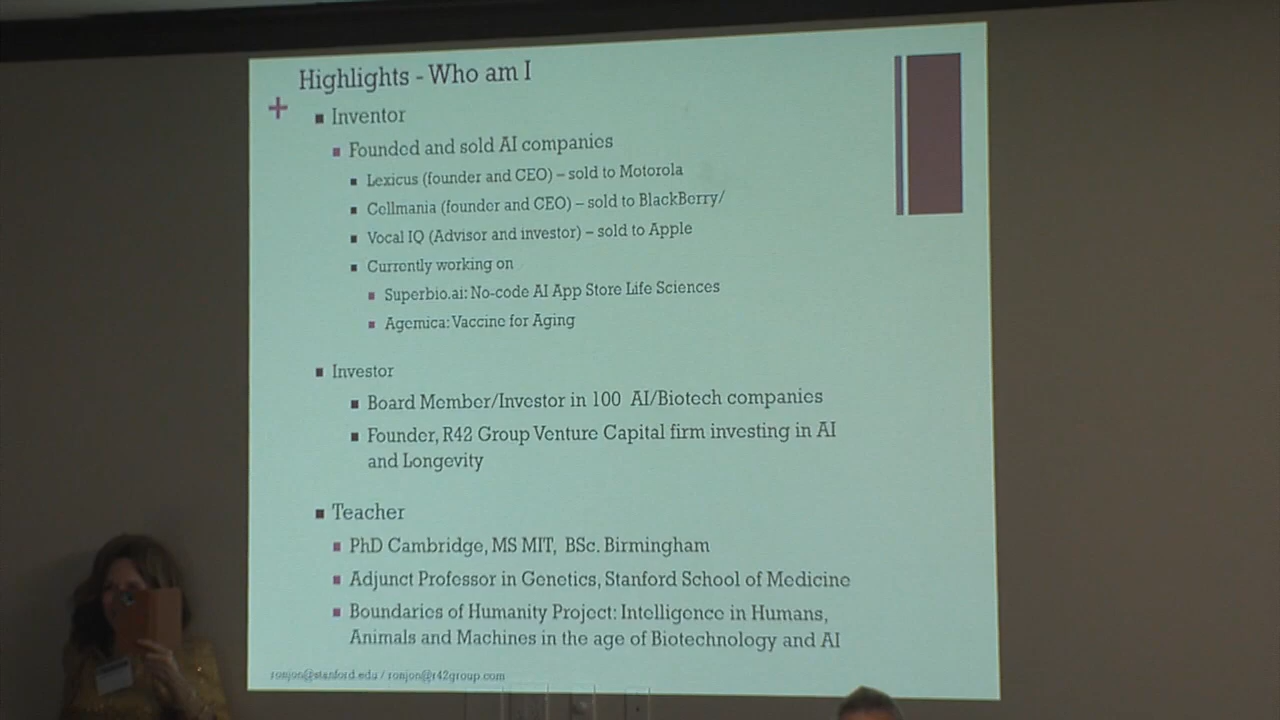 Highlights - Who am I
+
Inventor
Founded and sold AI companies
Lexicus (founder and CEO) – sold to Motorola
Cellmania (founder and CEO) – sold to BlackBerry/
Vocal IQ (Advisor and investor) – sold to Apple
Currently working on
Superbio.ai: No-code AI App Store Life Sciences
Agemica: Vaccine for Aging
Investor
Board Member/Investor in 100 AI/Biotech companies
Founder, R42 Group Venture Capital firm investing in AI
and Longevity
Teacher
PhD Cambridge, MS MIT, BSc. Birmingham
Adjunct Professor in Genetics, Stanford School of Medicine
Boundaries of Humanity Project: Intelligence in Humans,
Animals and Machines in the age of Biotechnology and AI
ronjon@stanford.edu / ronjon@r42group.com